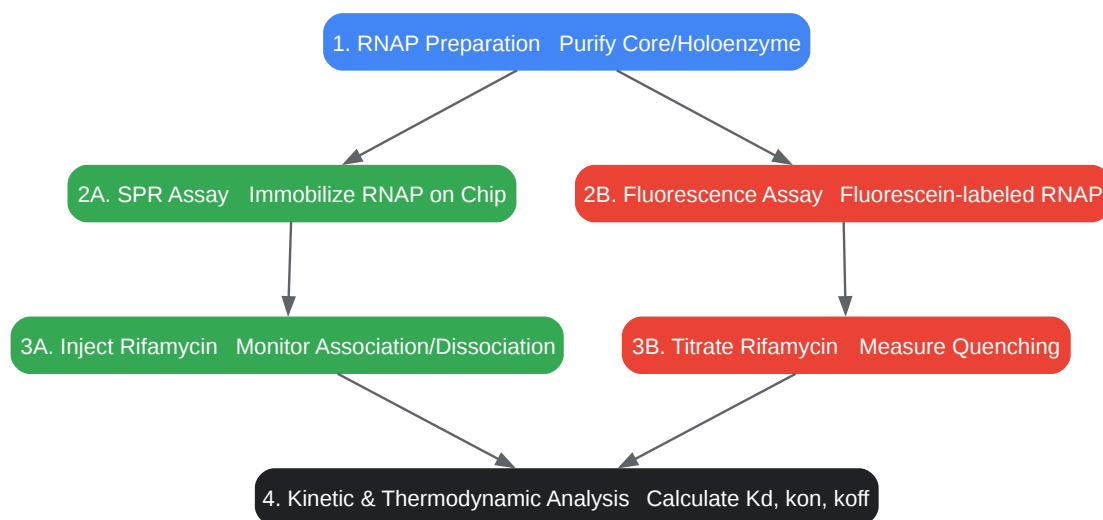 1. RNAP Preparation   Purify Core/Holoenzyme
2A. SPR Assay   Immobilize RNAP on Chip
2B. Fluorescence Assay   Fluorescein-labeled RNAP
3A. Inject Rifamycin   Monitor Association/Dissociation
3B. Titrate Rifamycin   Measure Quenching
4. Kinetic & Thermodynamic Analysis   Calculate Kd, kon, koff